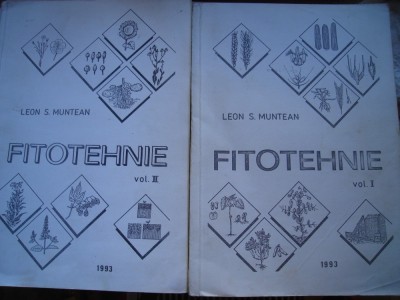 LEON S. MUNTEAN
FITOTEHNIE
vol. II
1993
LEON S. MUNTEAN
FITOTEHNIE
vol. I
1993